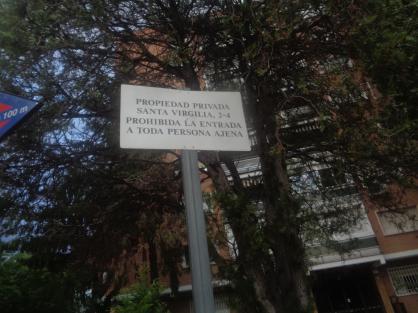 PROPIEDAD PRIVADA
SANTA VIRGILIA, 2-4
PROHIBIDA LA ENTRADA
A TODA PERSONA AJENA
100 m